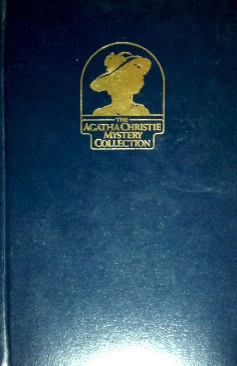 THE
AGATHA CHRISTIE
MYSTERY
COLLECTION